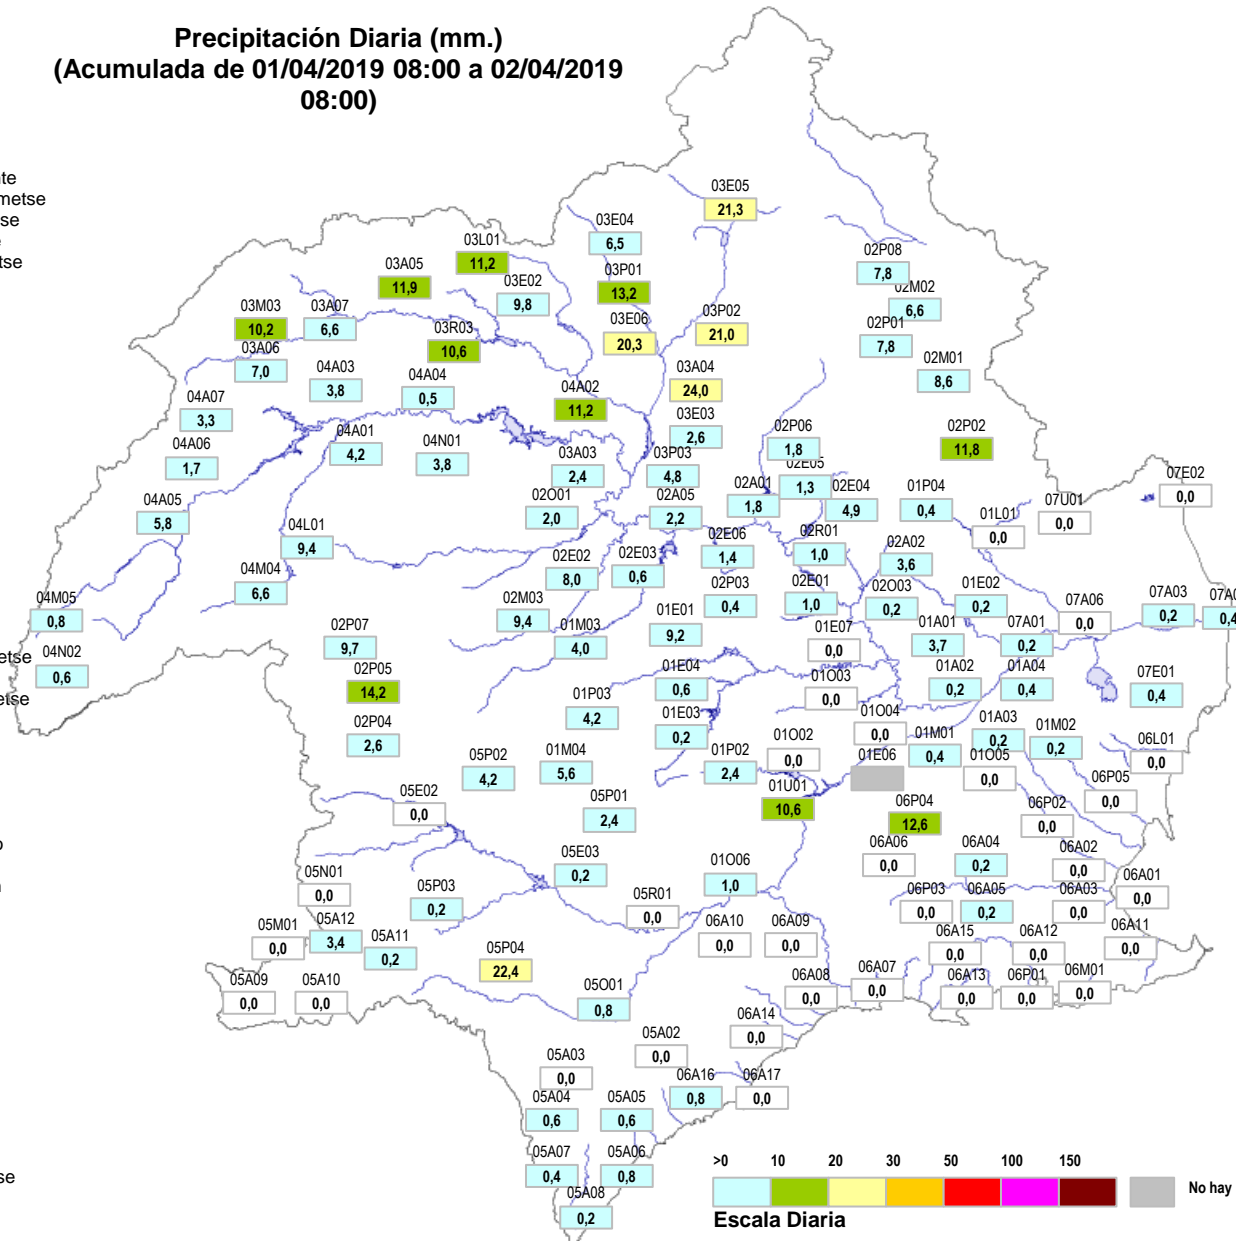 Precipitación Diaria (mm.)
(Acumulada de 01/04/2019 08:00 a 02/04/2019
08:00)
nte
metse
se
e
tse
03E05
21,3
03E04
6,5
03L01
11,2
03A05
11,9
03P01
13,2
03E02
9,8
02P08
7,8
02M02
6,6
03M03
10,2
03A07
6,6
03E06
20,3
03P02
21,0
02P01
7,8
03R03
10,6
03A06
7,0
04A03
3,8
04A04
0,5
03A04
24,0
02M01
8,6
04A02
11,2
04A07
3,3
03E03
2,6
04A01
4,2
04A06
1,7
04N01
3,8
02P06
1,8
02P02
11,8
03A03
2,4
03P03
4,8
02E05
1,3
07E02
0,0
04A05
5,8
02O01
2,0
02A05
2,2
02A01
1,8
02E04
4,9
01P04
0,4
07U01
0,0
01L01
0,0
04L01
9,4
02E06
1,4
02R01
1,0
02A02
3,6
02E02
8,0
02E03
0,6
04M04
6,6
04M05
0,8
02M03
9,4
01E01
9,2
02P03
0,4
02E01
1,0
02O03
0,2
01E02
0,2
07A06
0,0
07A03
0,2
07A0
0,4
02P07
9,7
01M03
4,0
01E07
0,0
01A01
3,7
07A01
0,2
etse
04N02
0,6
02P05
14,2
01E04
0,6
01O03
0,0
01A02
0,2
01A04
0,4
07E01
0,4
etse
01P03
4,2
02P04
2,6
01E03
0,2
01O04
0,0
01A03
0,2
01M02
0,2
05P02
4,2
01M04
5,6
01P02
2,4
01O02
0,0
01E06
01M01
0,4
01O05
0,0
06L01
0,0
05E02
0,0
05P01
2,4
01U01
10,6
06P04
12,6
06P02
0,0
06P05
0,0
o
05E03
0,2
01O06
1,0
06A06
0,0
06A04
0,2
06A02
0,0
n
05N01
0,0
05P03
0,2
05R01
0,0
06P03
0,0
06A05
0,2
06A03
0,0
06A01
0,0
05M01
0,0
05A12
3,4
05A11
0,2
05P04
22,4
06A10
0,0
06A09
0,0
06A15
0,0
06A12
0,0
06A11
0,0
05A09
0,0
05A10
0,0
05O01
0,8
06A08
0,0
06A07
0,0
06A13
0,0
06P01
0,0
06M01
0,0
06A14
0,0
05A02
0,0
05A03
0,0
06A16
0,8
06A17
0,0
05A04
0,6
05A05
0,6
05A07
0,4
05A06
0,8
05A08
0,2
se
>0 10 20 30 50 100 150
No hay
Escala Diaria